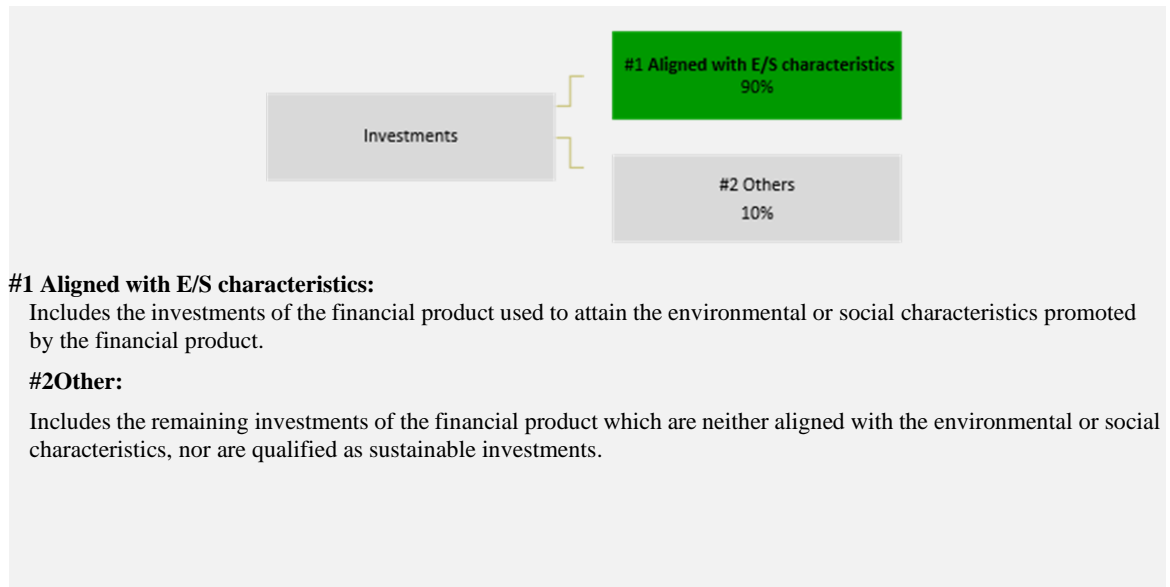 #1 Aligned with E/S characteristics
90%
Investments
#2 Others
10%
#1 Aligned with E/S characteristics:
Includes the investments of the financial product used to attain the environmental or social characteristics promoted
by the financial product.
#2Other:
Includes the remaining investments of the financial product which are neither aligned with the environmental or social
characteristics, nor are qualified as sustainable investments.